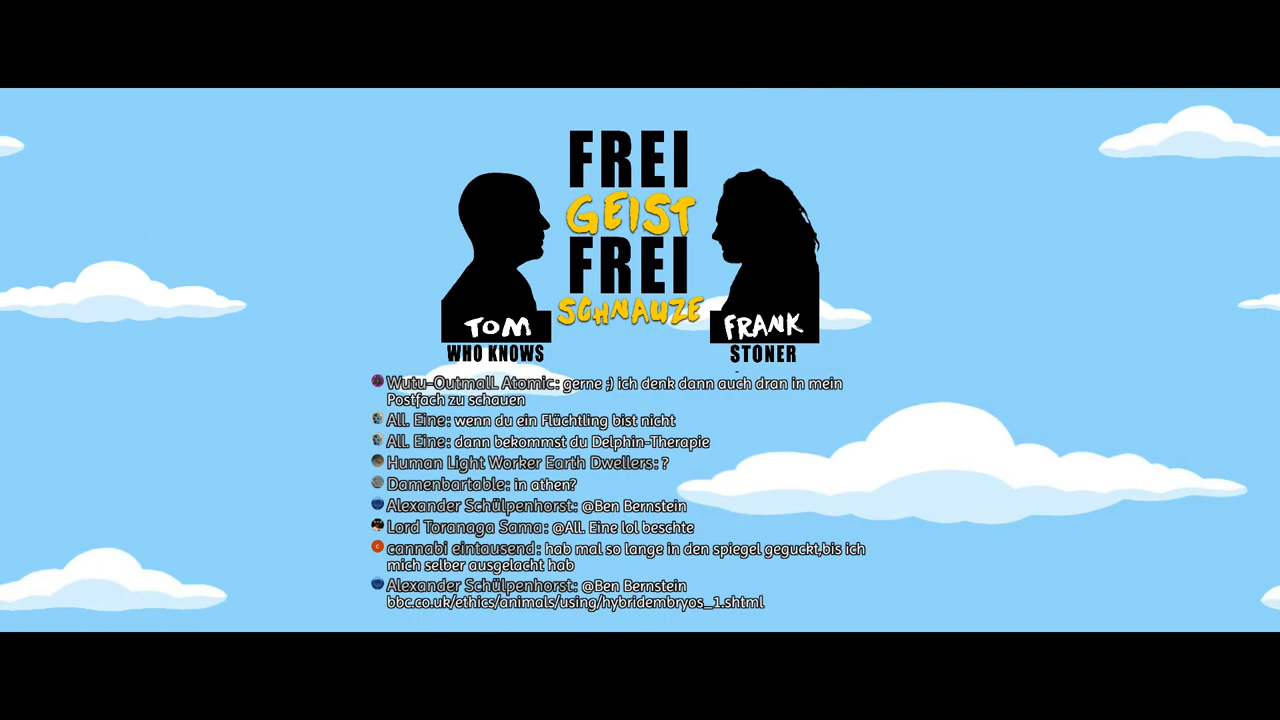 FREI
GEIST
FREI
SCHNAUZE
TOM
WHO KNOWS
FRANK
STONER
Wutu-OutmalL Atomic: gerne ;) ich denk dann auch dran in mein
Postfach zu schauen
All. Eine: wenn du ein Flüchtling bist nicht
All. Eine: dann bekommst du Delphin-Therapie
Human Light Worker Earth Dwellers: ?
Damenbartable: in athen?
Alexander Schülpenhorst: @Ben Bernstein
Lord Toranaga Sama: @All. Eine lol beschte
cannabi eintausend: hab mal so lange in den spiegel geguckt,bis ich
mich selber ausgelacht hab
Alexander Schülpenhorst: @Ben Bernstein
bbc.co.uk/ethics/animals/using/hybridembryos_1.shtml